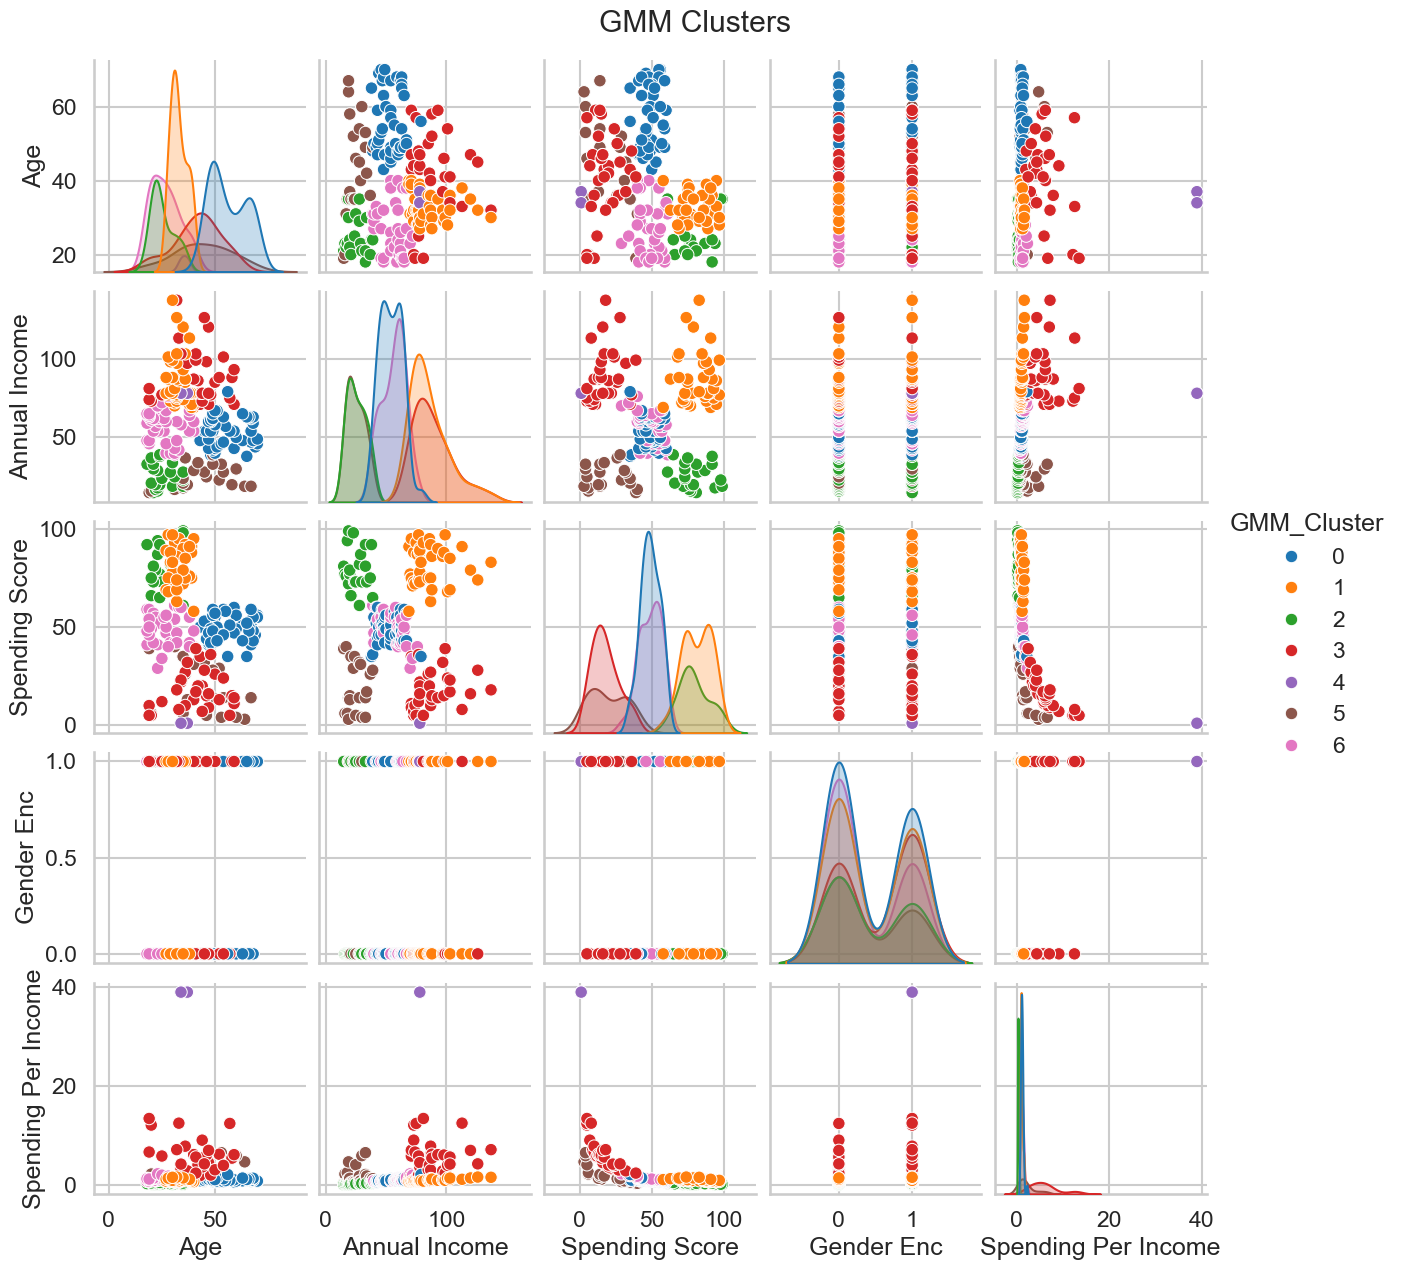 GMM Clusters
Age
60
40
20
Annual Income
100
50
Spending Score
100
50
0
Gender Enc
1.0
0.5
0.0
Spending Per Income
40
20
0
0 50
0 100
0 50 100
0 1
0 20 40
Age
Annual Income
Spending Score
Gender Enc
Spending Per Income
GMM_Cluster
0
1
2
3
4
5
6